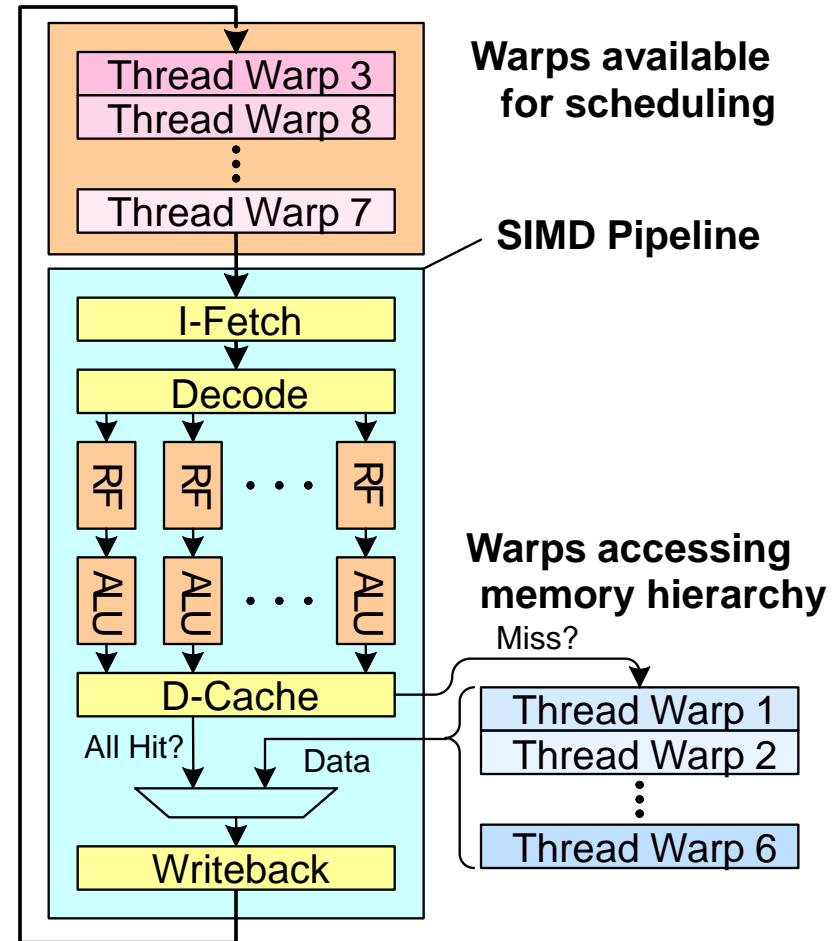 Thread Warp 3
Thread Warp 8
Thread Warp 7
Warps available
for scheduling
SIMD Pipeline
I-Fetch
Decode
RF
RF
RF
ALU
ALU
ALU
Warps accessing
memory hierarchy
Miss?
D-Cache
All Hit?
Data
Thread Warp 1
Thread Warp 2
Thread Warp 6
Writeback